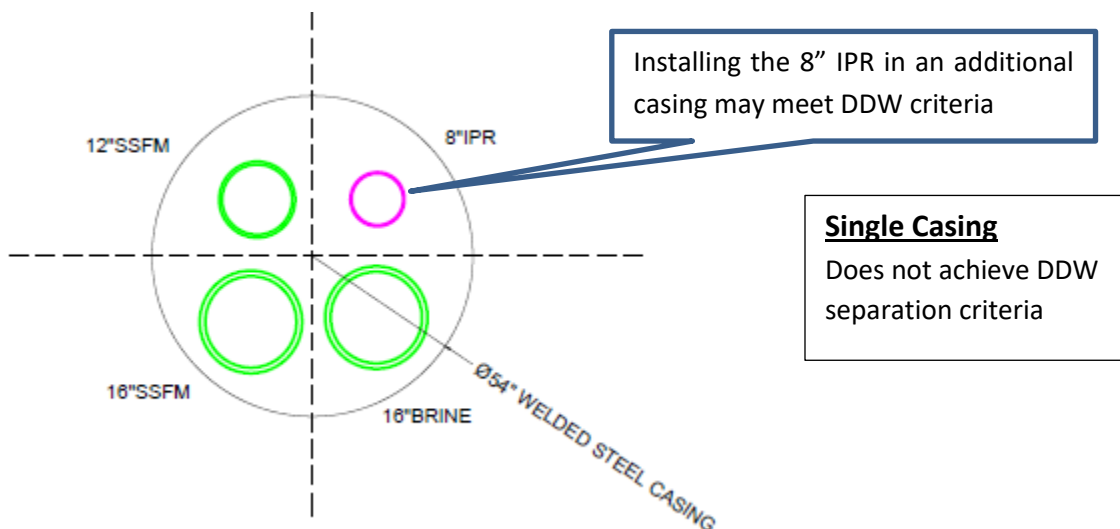 Installing the 8” IPR in an additional
casing may meet DDW criteria
12"SSFM
8"IPR
Single Casing
Does not achieve DDW
separation criteria
16"SSFM
16"BRINE
Ø54" WELDED STEEL CASING